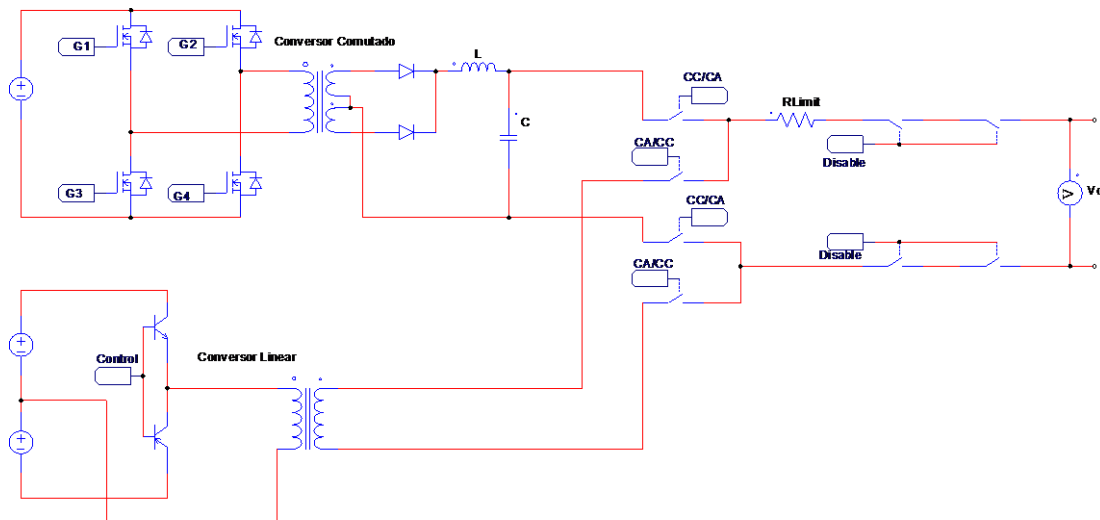 G1
G2
Conversor Comutado
L
CC/CA
C
RLimit
CA/CC
Disable
G3
G4
CC/CA
V
CA/CC
Disable
Control
Conversor Linear